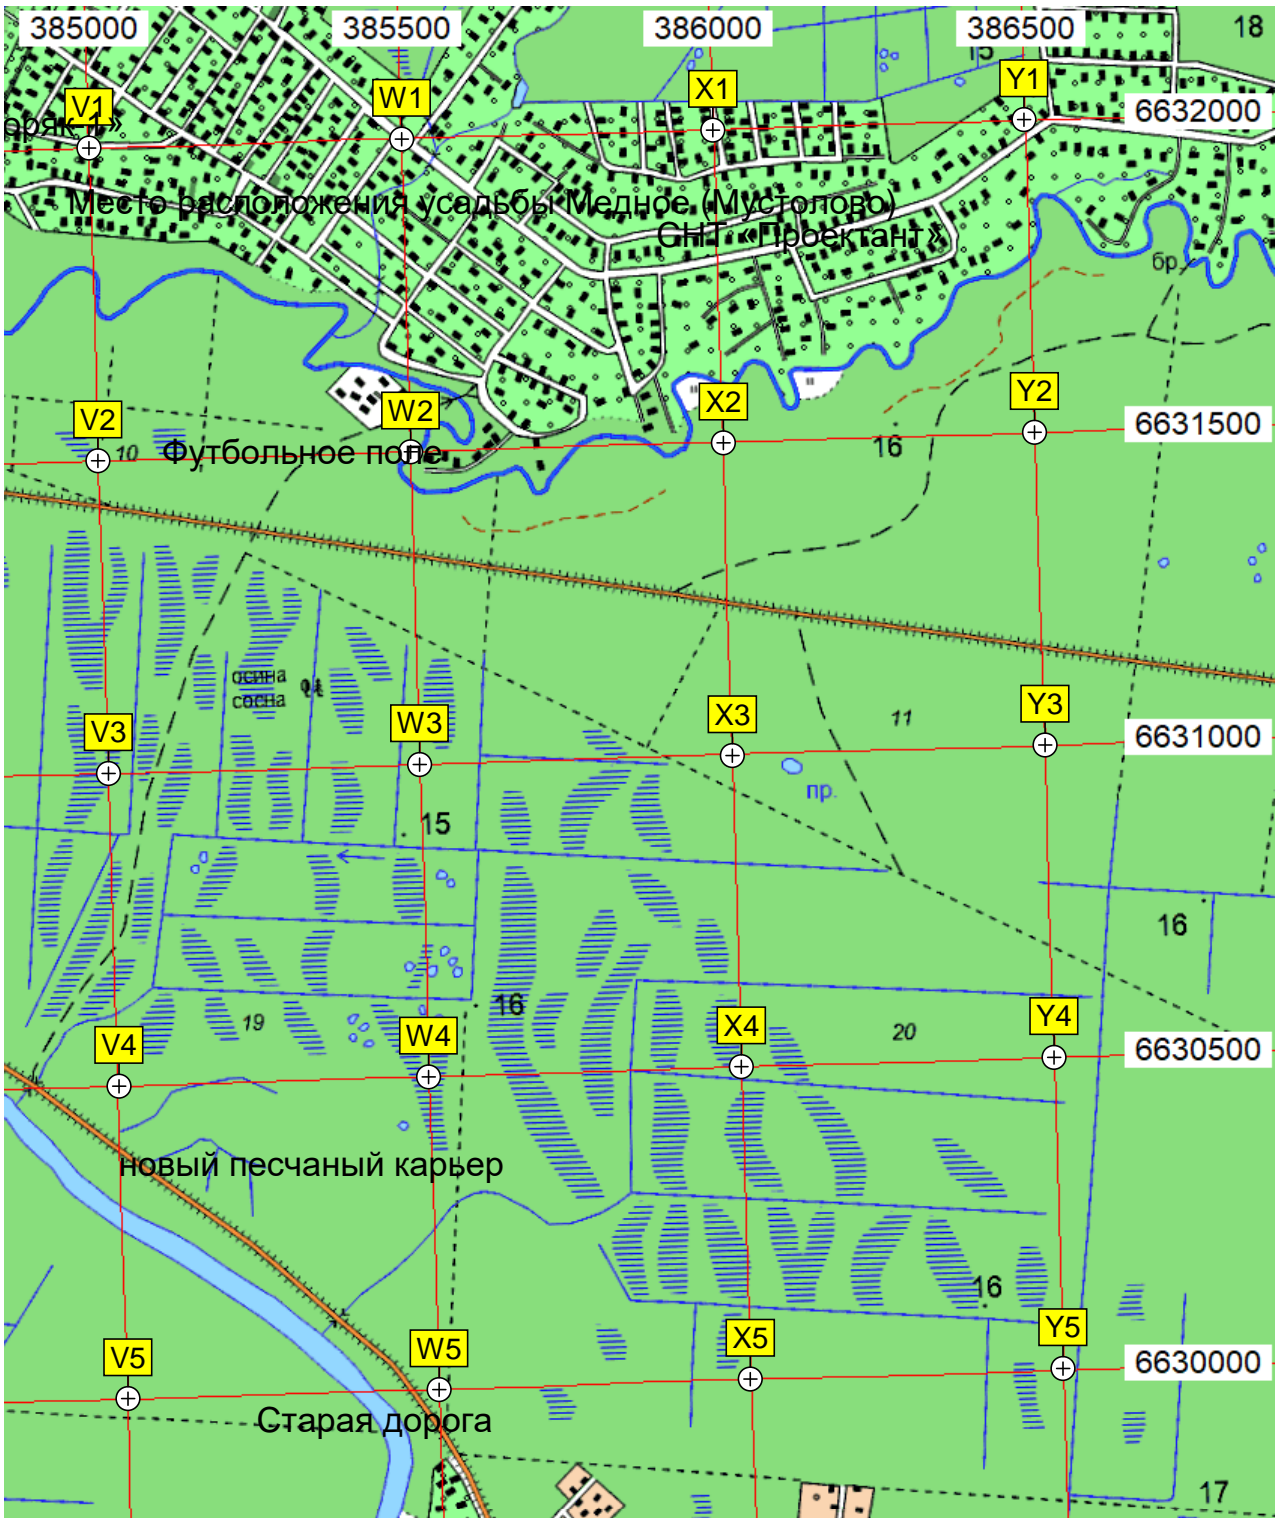 385000 385500 386000 386500 18
15
V1 W1 X1 Y1 6632000
оряк-1»
Место расположения усадьбы Медное (Мустолово)
СНТ «Проектант»
бр.
V2 W2 X2 Y2 6631500
10 Футбольное поле 16
осина
сосна
V3 W3 X3 Y3 6631000
11
пр.
15
16
16
19 20
V4 W4 X4 Y4 6630500
новый песчаный карьер
16
V5 W5 X5 Y5 6630000
Старая дорога
17